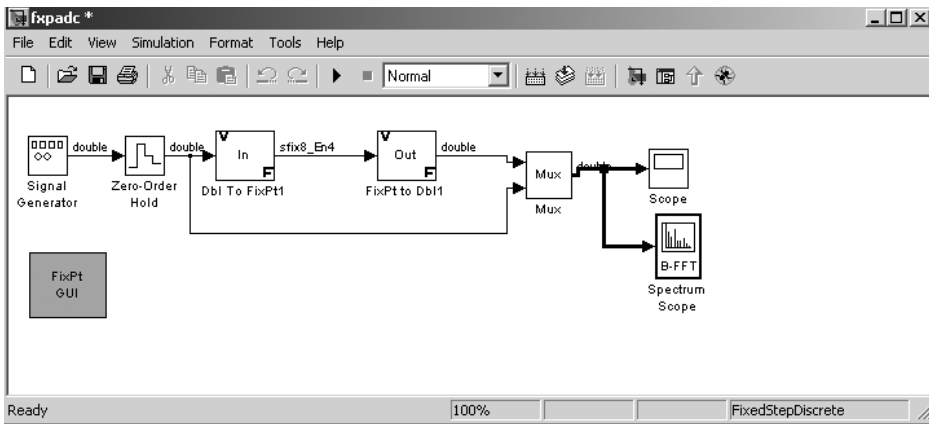 fxpadc *
File Edit View Simulation Format Tools Help
Normal
double
double
V
In
F
sfix8_En4
V
Out
F
double
Mux
double
Signal
Generator
Zero-Order
Hold
Dbl To FixPt1
FixPt to Dbl1
Mux
Scope
B-FFT
Spectrum
Scope
FixPt
GUI
Ready
100%
FixedStepDiscrete